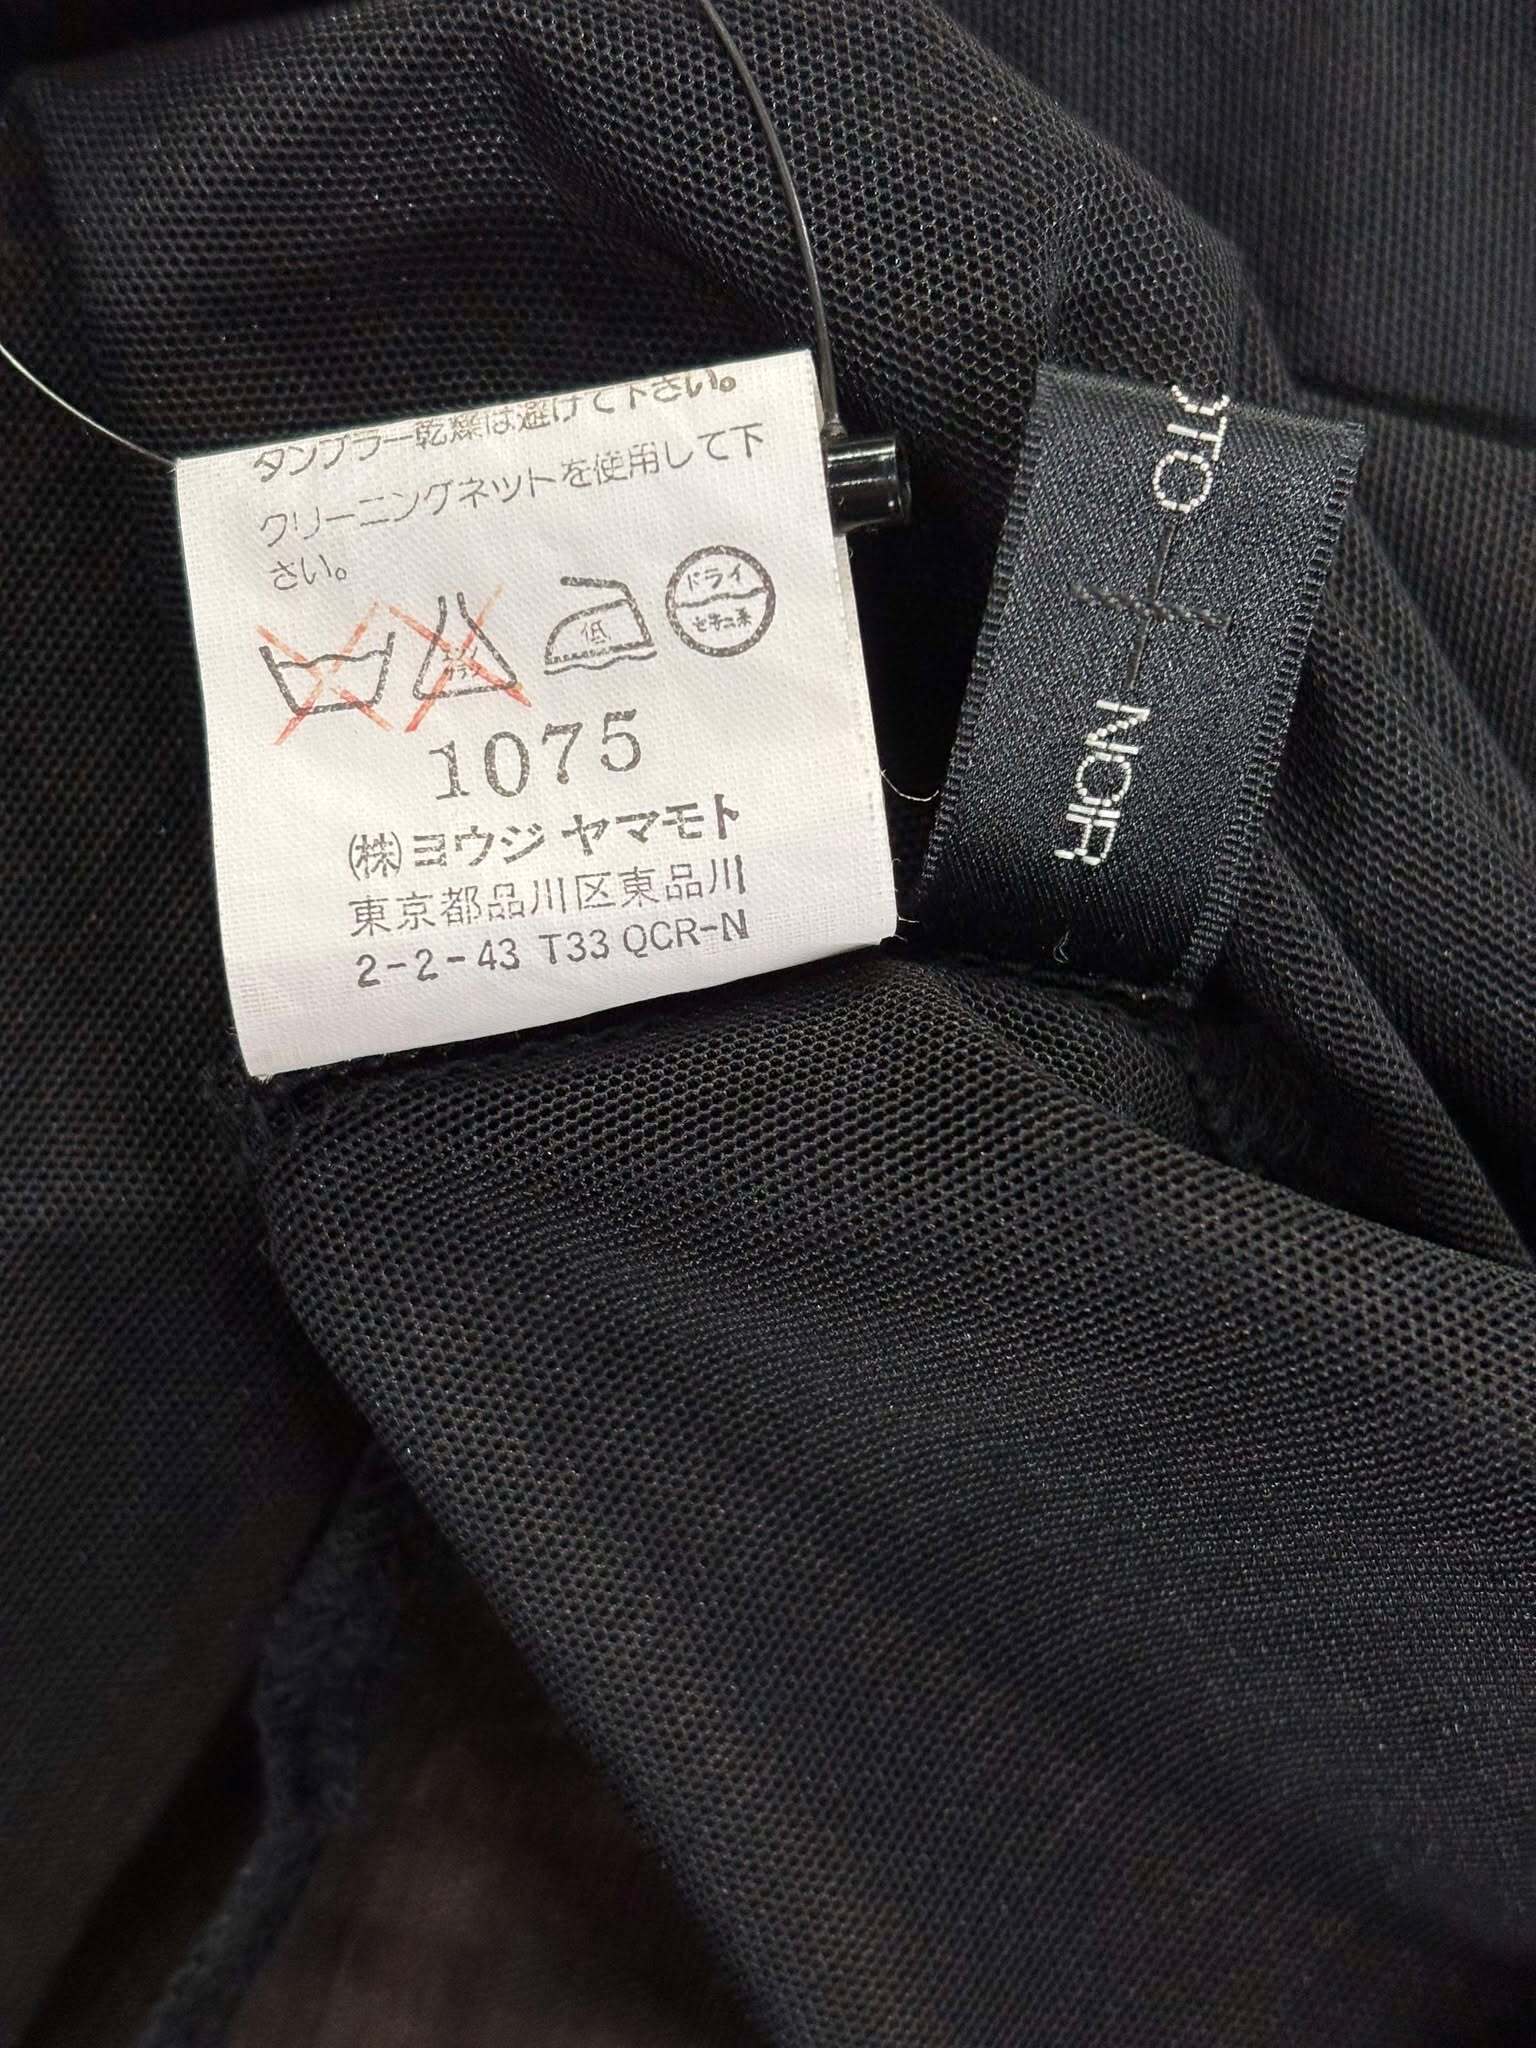 タンブラー乾燥は避けて下さい。
クリーニングネットを使用して下
さい。
低
ドライ
セキユ系
1075
(株)ヨウジ ヤマモト
東京都品川区東品川
2-2-43 T33 QCR-N
OTO
NOIR